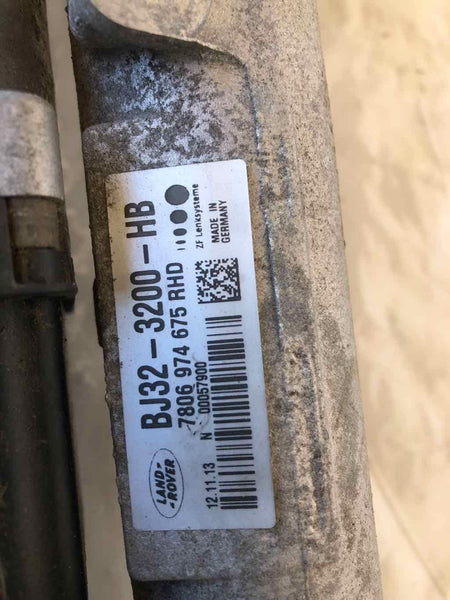 BJ32-3200-HB
7806 974 675 RHD
N 00057900
12.11.13
LAND
ROVER
ZF Lenksysteme
MADE IN
GERMANY